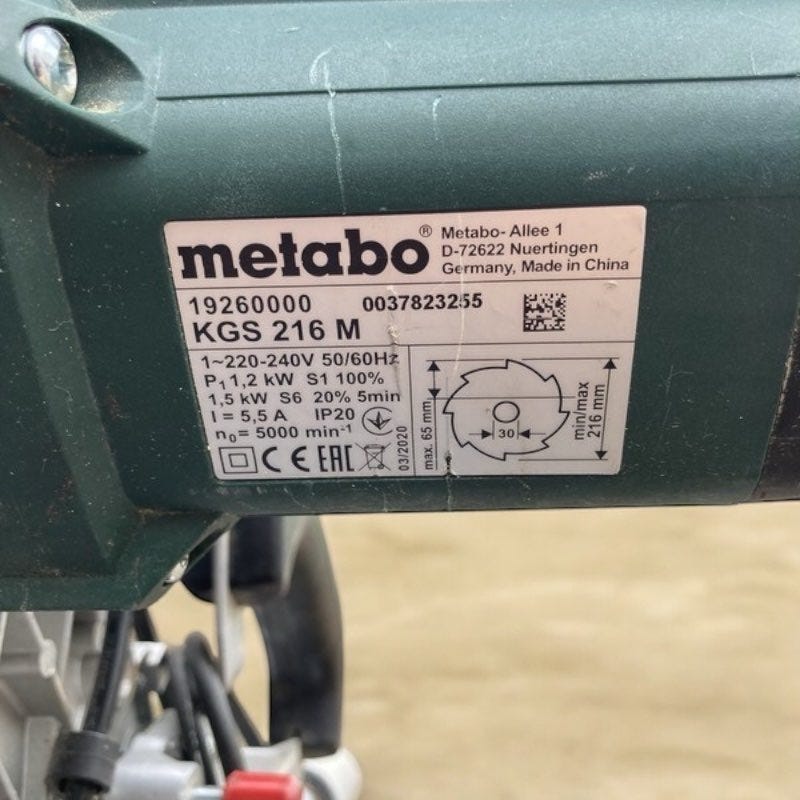 metabo®
Metabo- Allee 1
D-72622 Nuertingen
Germany, Made in China
19260000 0037823255
KGS 216 M
1~220-240V 50/60Hz
P1 1,2 kW S1 100%
1,5 kW S6 20% 5min
I = 5,5 A IP20
n0= 5000 min-1
CE EAC
03/2020
max. 65 mm
30
min/max
216 mm